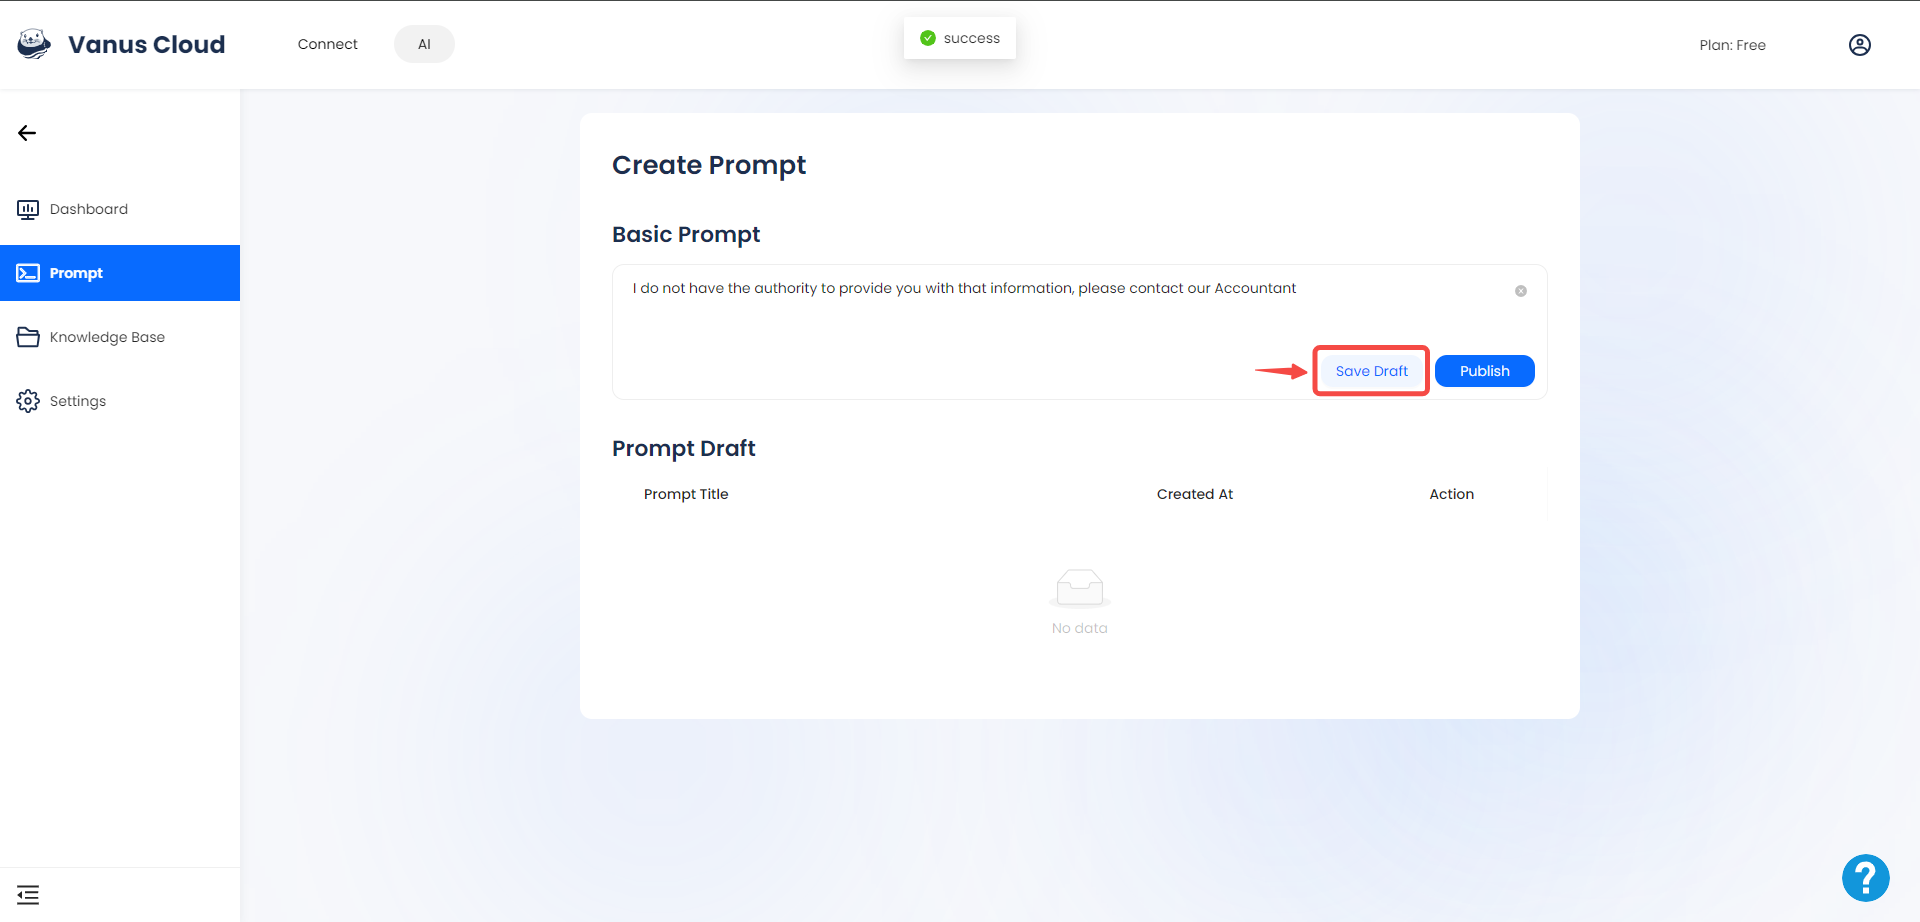 Vanus Cloud
Connect
AI
success
Plan: Free
Dashboard
Prompt
Knowledge Base
Settings
Create Prompt
Basic Prompt
I do not have the authority to provide you with that information, please contact our Accountant
Save Draft
Publish
Prompt Draft
Prompt Title
Created At
Action
No data
?